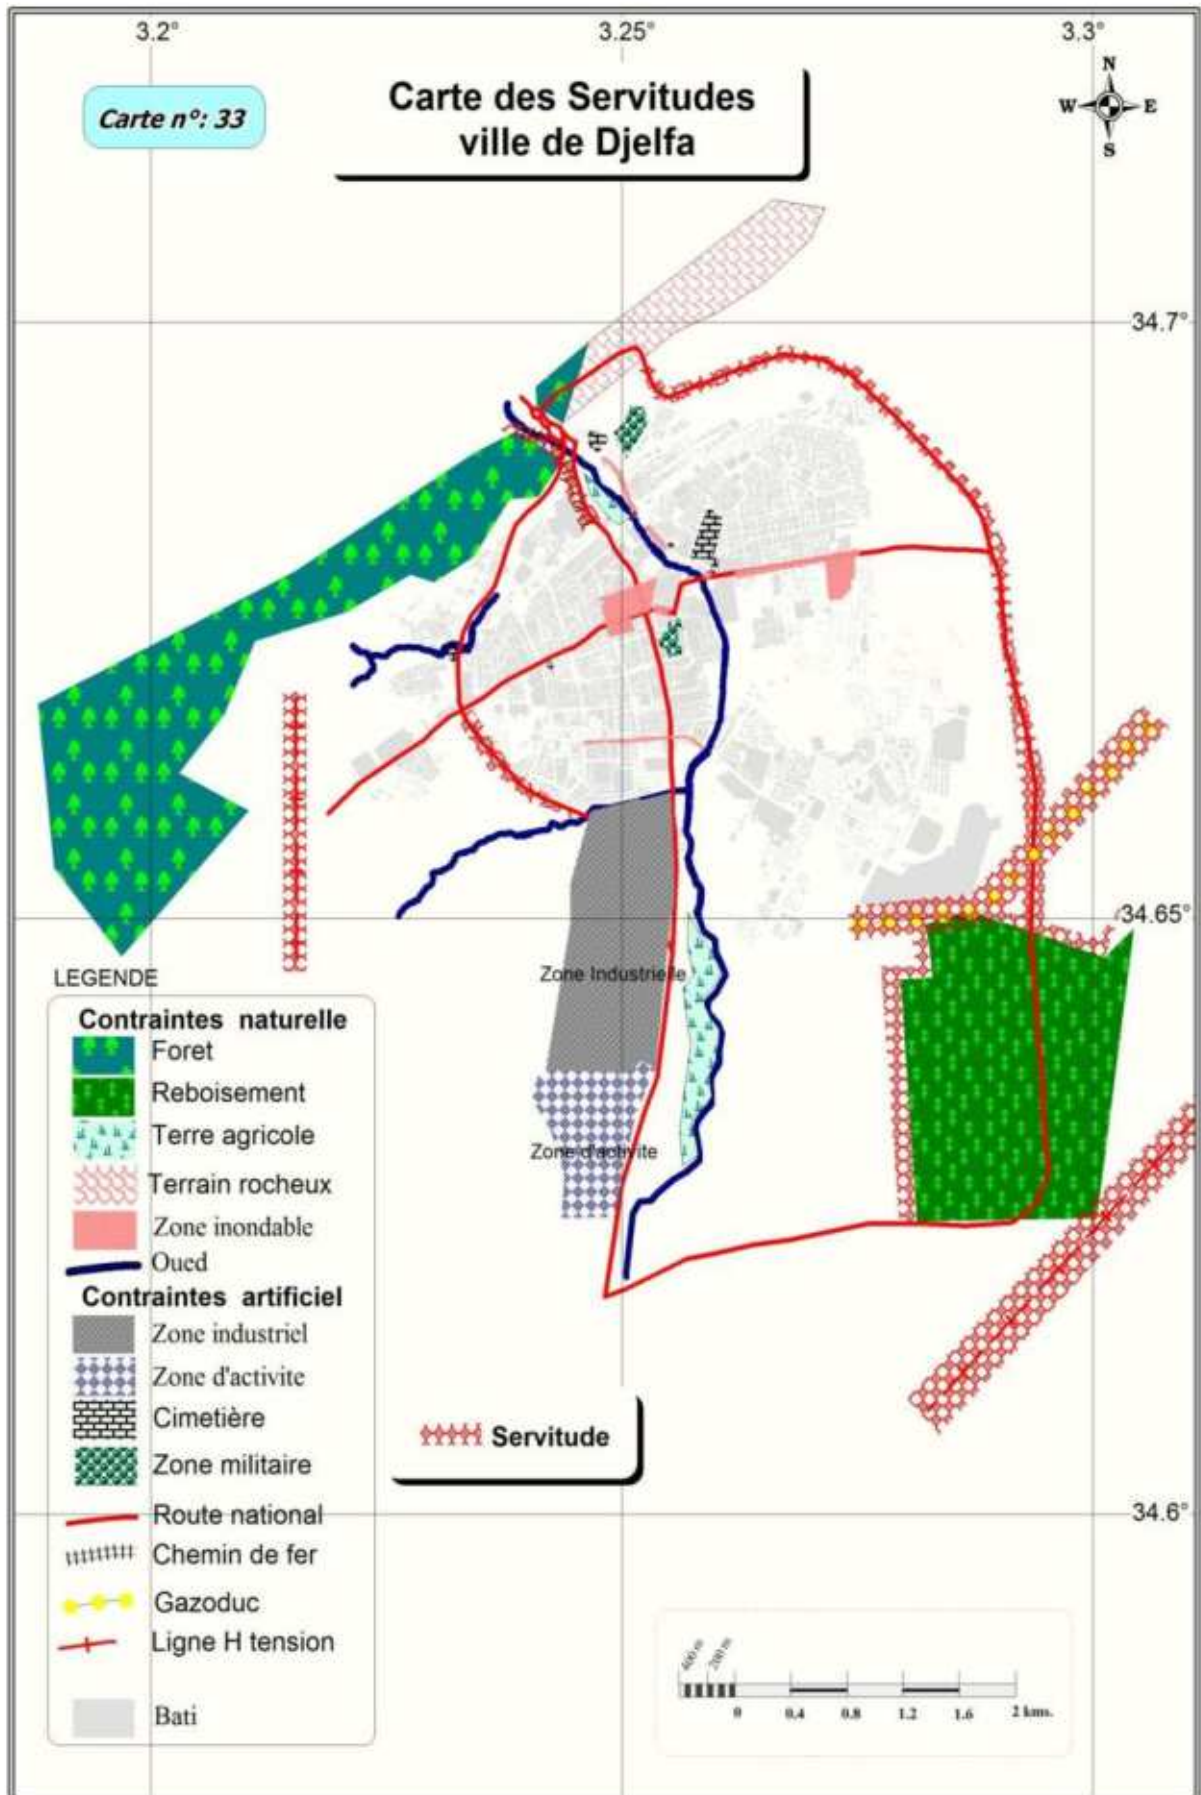 3.2°
3.25°
3.3°
Carte n°: 33
Carte des Servitudes
ville de Djelfa
N
W
E
S
34.7°
34.65°
Zone Industrielle
Zone d'activite
LEGENDE
Contraintes naturelle
Foret
Reboisement
Terre agricole
Terrain rocheux
Zone inondable
Oued
Contraintes artificiel
Zone industriel
Zone d'activite
Cimetière
Zone militaire
Route national
Chemin de fer
Gazoduc
Ligne H tension
Bati
Servitude
34.6°
400 m
200 m
0
0.4
0.8
1.2
1.6
2 kms.